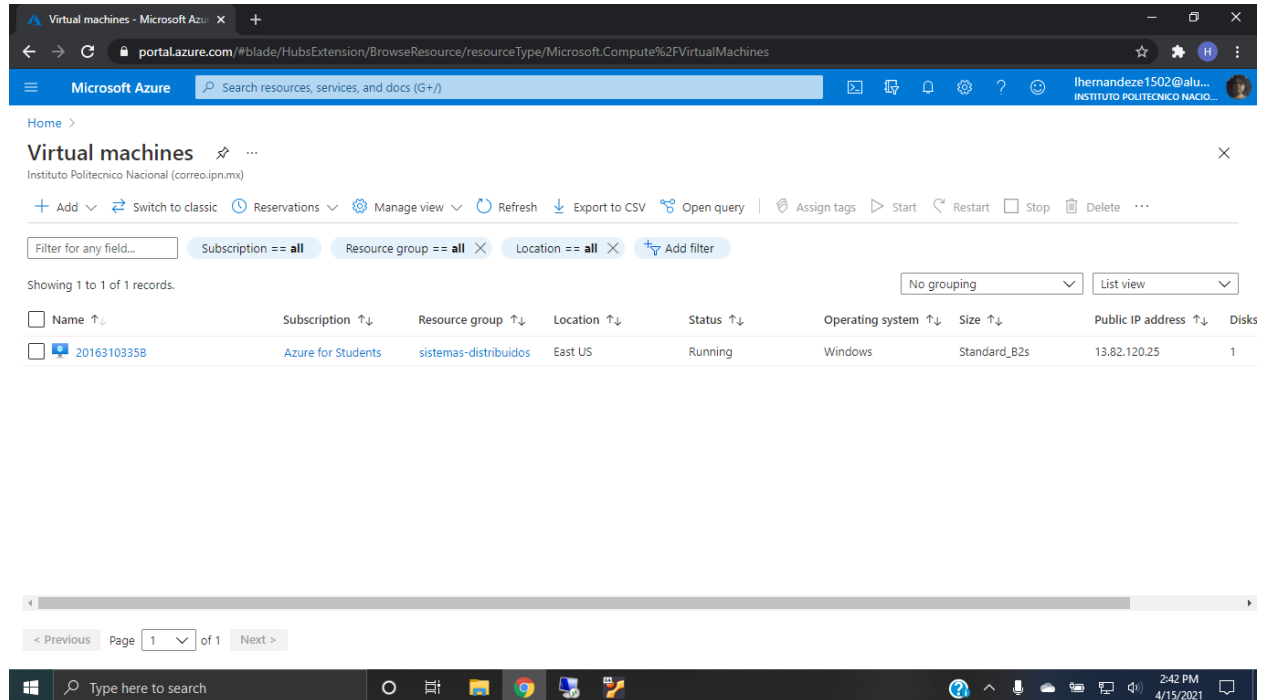 Virtual machines - Microsoft Azu
portal.azure.com/#blade/HubsExtension/BrowseResource/resourceType/Microsoft.Compute%2FVirtualMachines
H
Microsoft Azure
Search resources, services, and docs (G+/)
lhernandeze1502@alu...
INSTITUTO POLITECNICO NACIO...
Home >
Virtual machines ...
Instituto Politecnico Nacional (correo.ipn.mx)
+ Add Switch to classic Reservations Manage view Refresh Export to CSV Open query Assign tags Start Restart Stop Delete ...
Filter for any field... Subscription == all Resource group == all Location == all Add filter
Showing 1 to 1 of 1 records. No grouping List view
Name Subscription Resource group Location Status Operating system Size Public IP address Disks
2016310335B Azure for Students sistemas-distribuidos East US Running Windows Standard_B2s 13.82.120.25 1
< Previous Page 1 of 1 Next >
Type here to search 2:42 PM
4/15/2021